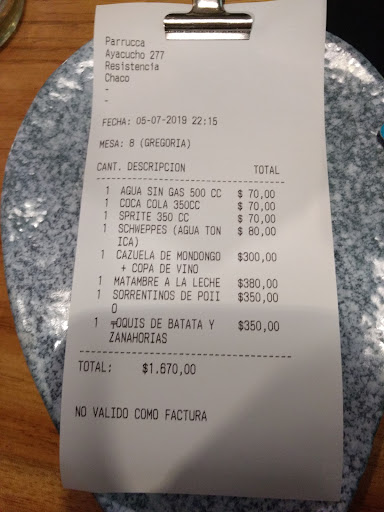 Parrucca
Ayacucho 277
Resistencia
Chaco
-
-
FECHA: 05-07-2019 22:15
MESA: 8 (GREGORIA)
CANT. DESCRIPCION TOTAL
1 AGUA SIN GAS 500 CC $ 70,00
1 COCA COLA 350CC $ 70,00
1 SPRITE 350 CC $ 70,00
1 SCHWEPPES (AGUA TON $ 80,00
ICA)
1 CAZUELA DE MONDONGO $300,00
+ COPA DE VINO
1 MATAMBRE A LA LECHE $380,00
1 SORRENTINOS DE POII $350,00
O
1 OQUIS DE BATATA Y $350,00
ZANAHORIAS
TOTAL: $1.670,00
NO VALIDO COMO FACTURA